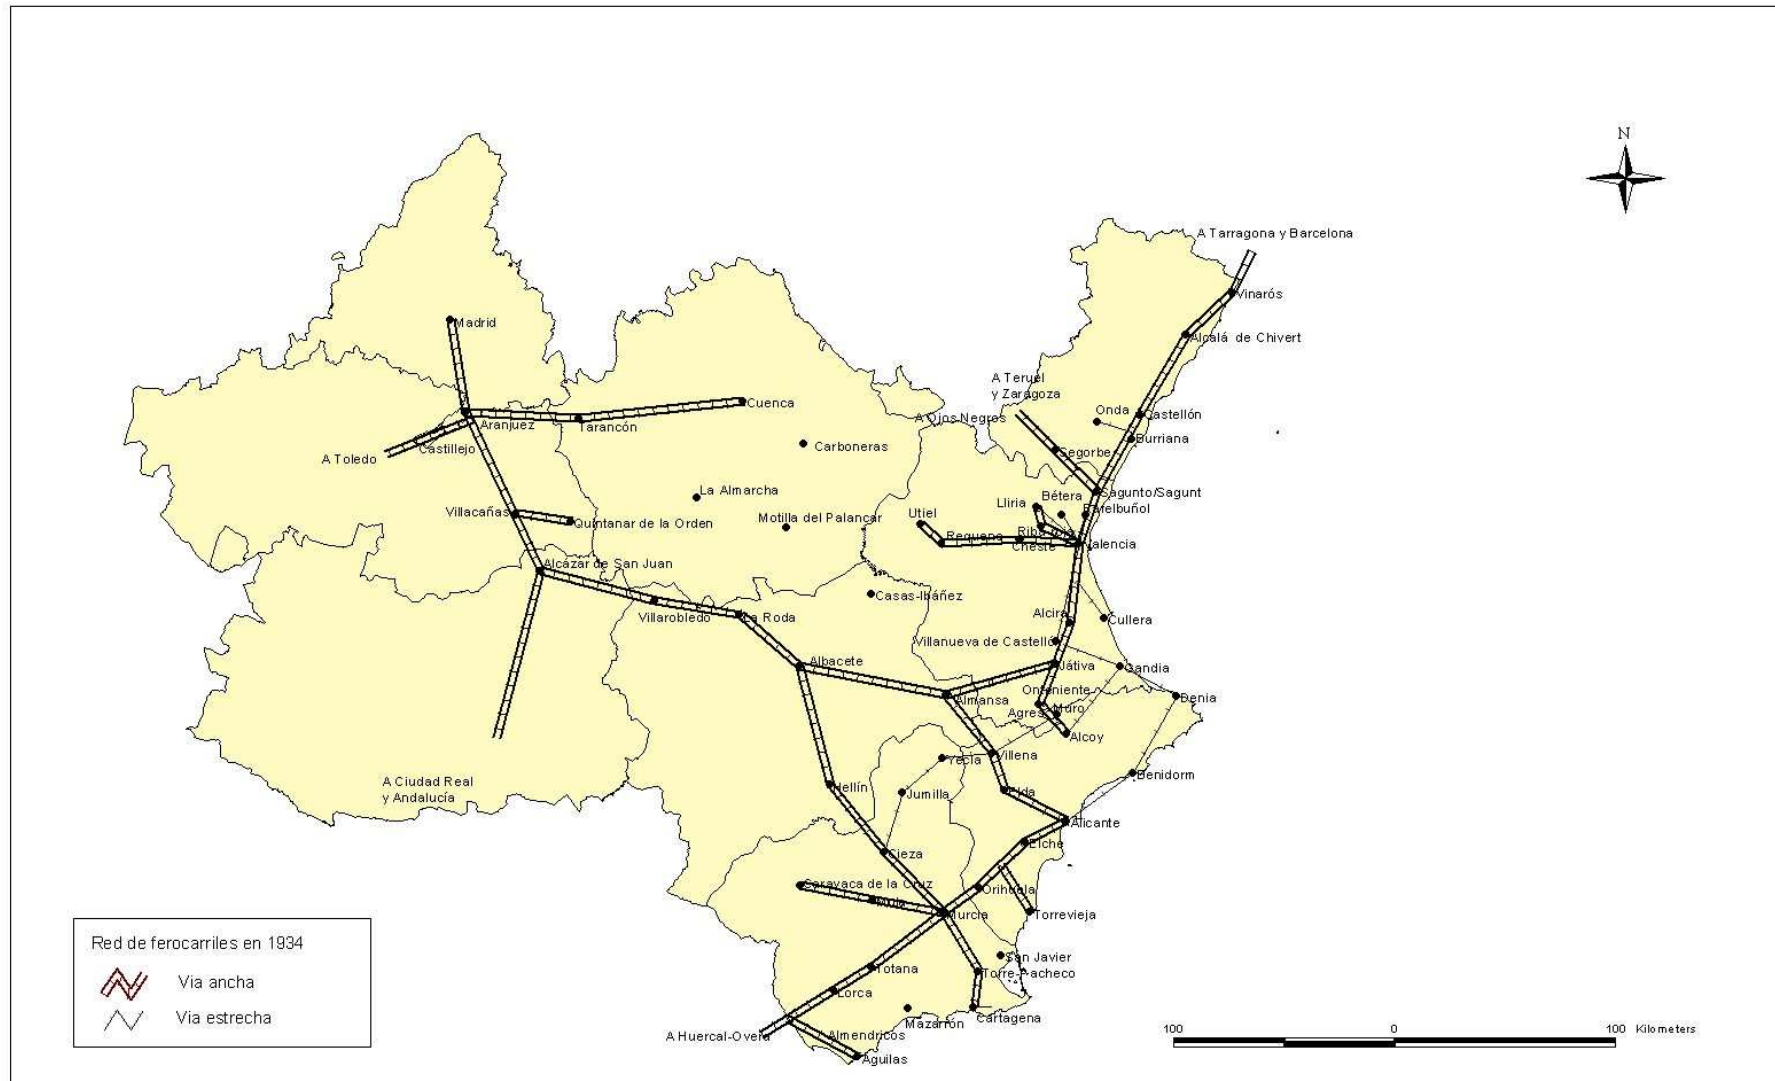 N
A Tarragona y Barcelona
Vinarós
Madrid
Alcalá de Chivert
A Teruel
y Zaragoza
Cuenca
Onda
Castellón
A Ojos Negros
Aranjuez
Tarancón
Burriana
Castillejo
Carboneras
A Toledo
Segorbe
La Almarcha
Bétera
Sagunto/Sagunt
Lliria
Villacañas
Quintanar de la Orden
Motilla del Palancar
Utiel
Requena
Cheste
Valencia
Alcázar de San Juan
Casas-Ibáñez
Villarobledo
La Roda
Alcira
Cullera
Villanueva de Castelló
Albacete
Játiva
Gandia
Onteniente
Denia
Almansa
Agres
Muro
Alcoy
Yecla
Villena
Benidorm
A Ciudad Real
y Andalucía
Hellín
Jumilla
Elda
Alicante
Elche
Cieza
Caravaca de la Cruz
Orihuela
Murcia
Torrevieja
San Javier
Torre-Pacheco
Totana
Lorca
Mazarrón
Cartagena
A Huercal-Overa
Almendricos
Aguilas
Red de ferocarriles en 1934
Via ancha
Via estrecha
100 0 100 Kilometers